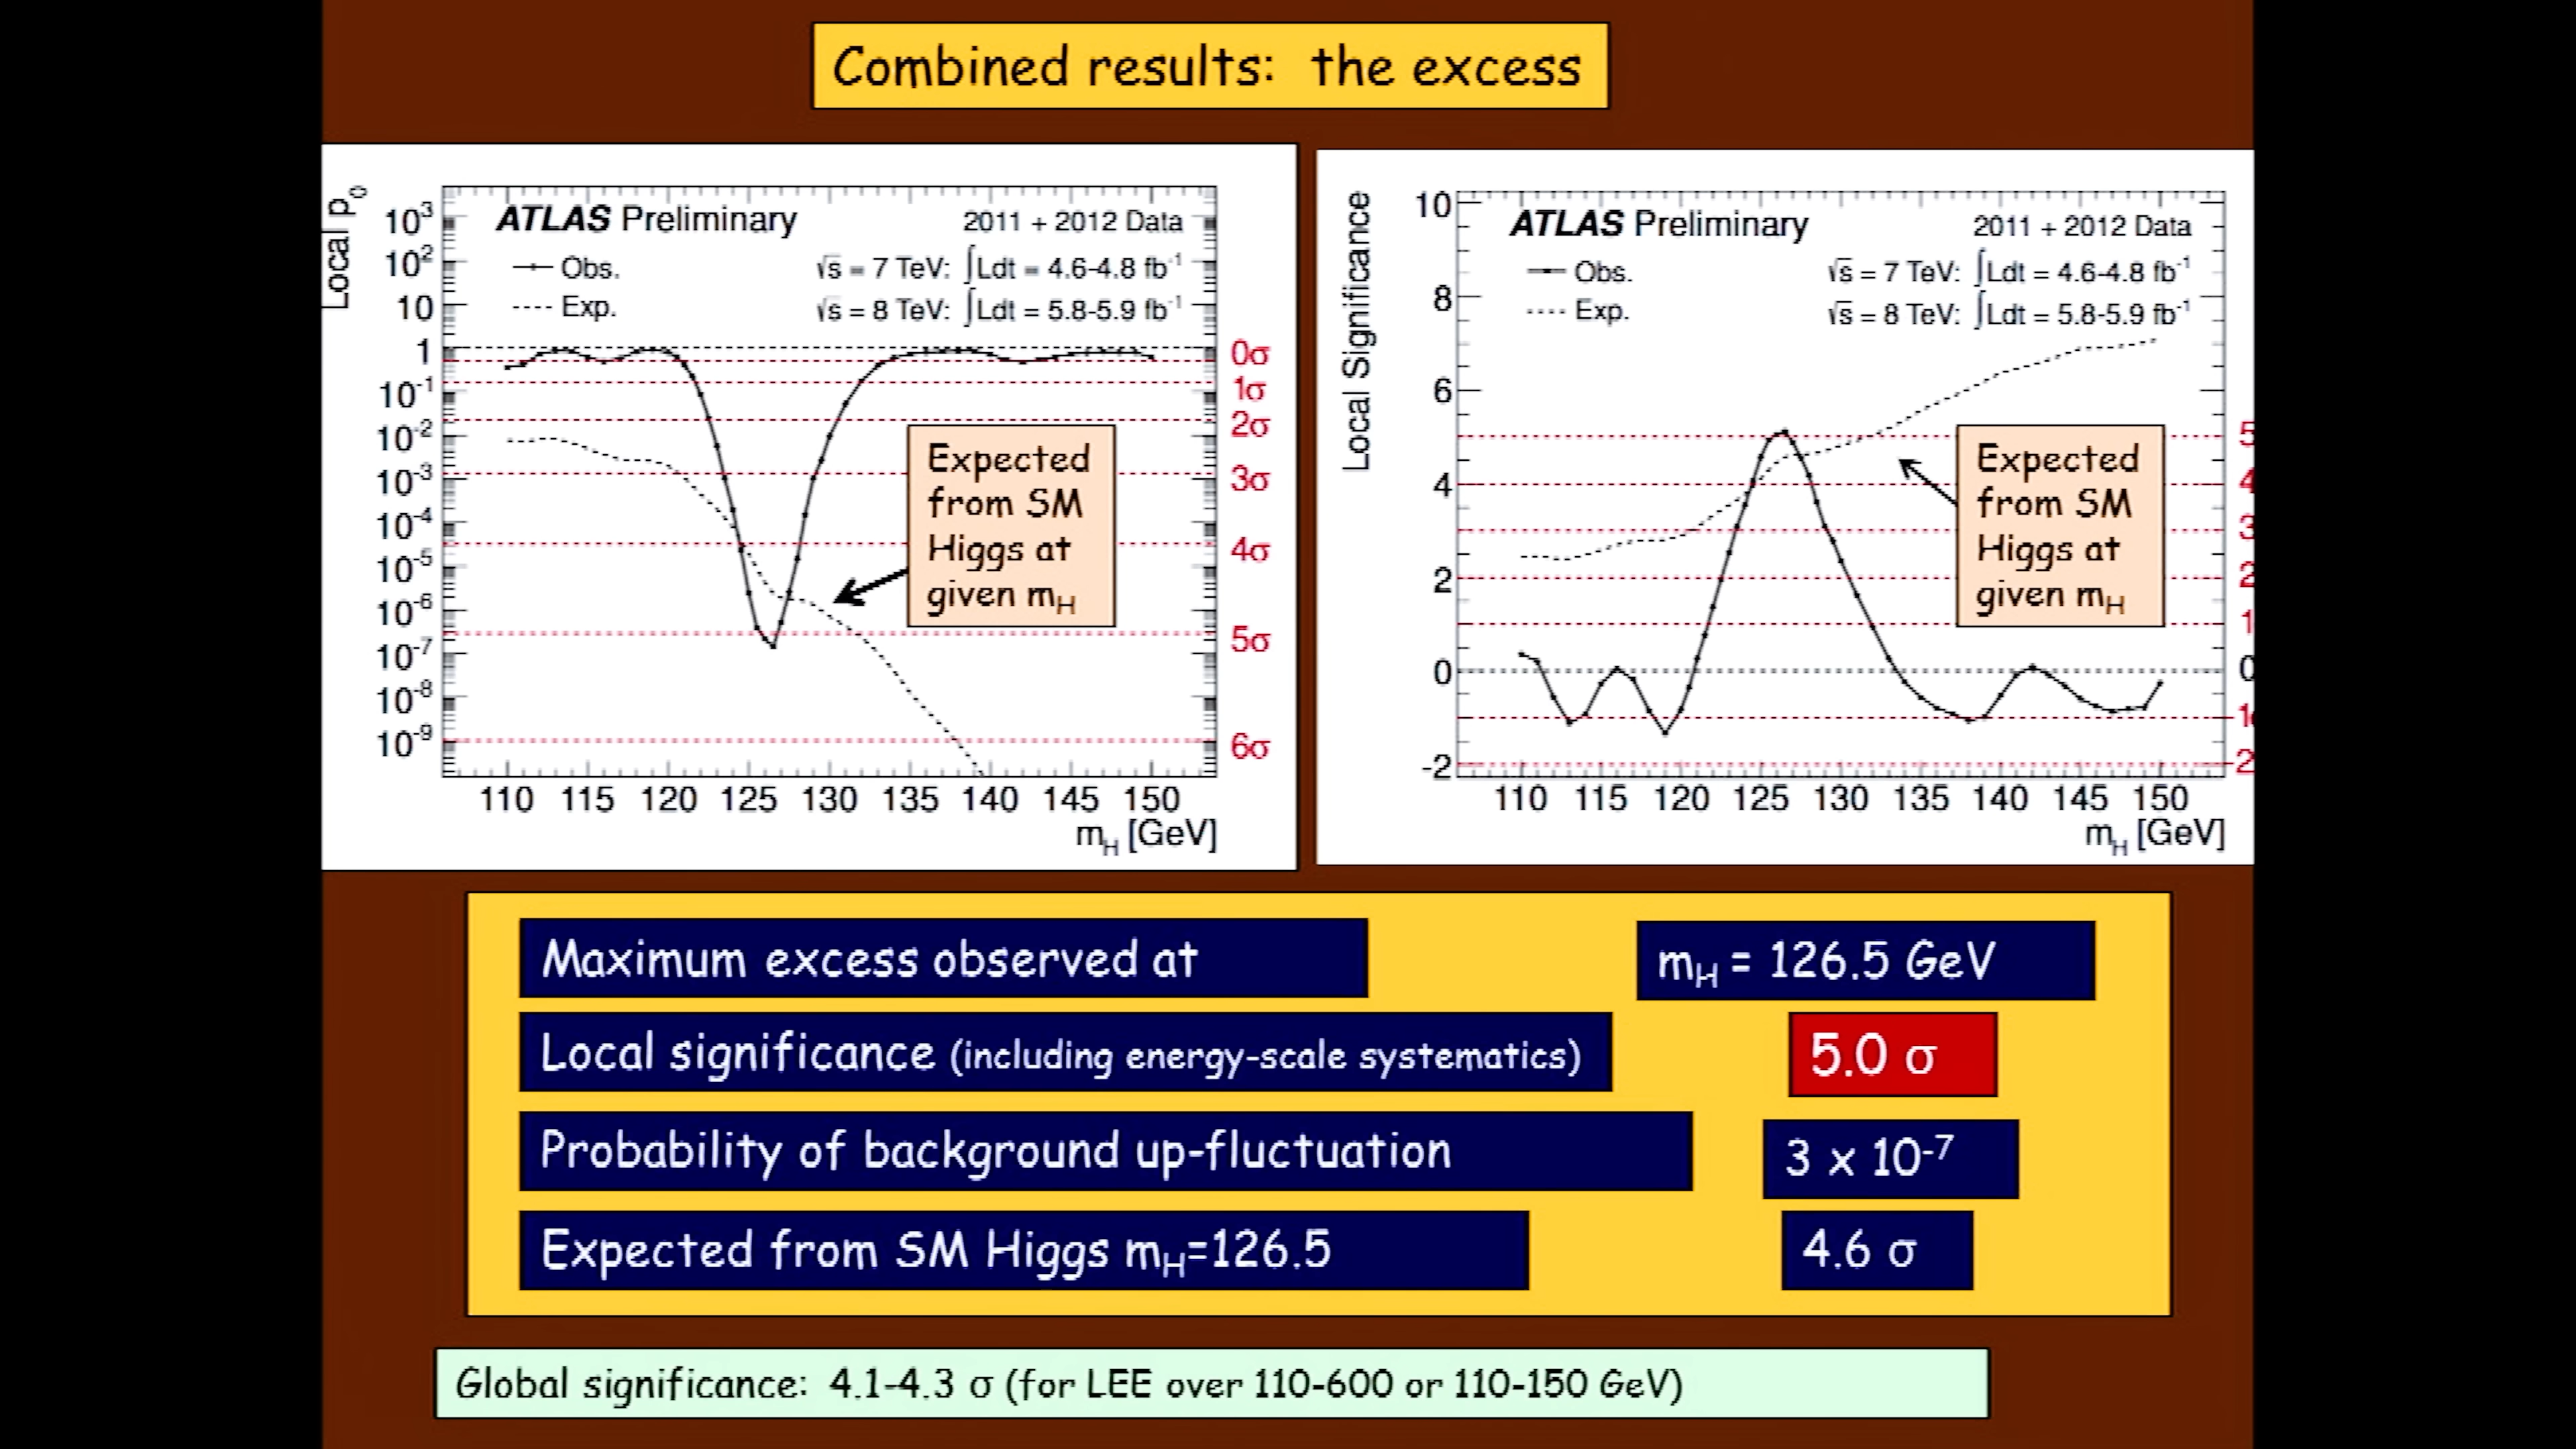 Combined results: the excess
Local p₀
10³
10²
10
1
10⁻¹
10⁻²
10⁻³
10⁻⁴
10⁻⁵
10⁻⁶
10⁻⁷
10⁻⁸
10⁻⁹
ATLAS Preliminary
2011 + 2012 Data
Obs.
√s = 7 TeV: ∫Ldt = 4.6-4.8 fb⁻¹
Exp.
√s = 8 TeV: ∫Ldt = 5.8-5.9 fb⁻¹
0σ
1σ
2σ
3σ
4σ
5σ
6σ
Expected
from SM
Higgs at
given mH
110 115 120 125 130 135 140 145 150
mH [GeV]
Local Significance
10
8
6
4
2
0
-2
ATLAS Preliminary
2011 + 2012 Data
Obs.
√s = 7 TeV: ∫Ldt = 4.6-4.8 fb⁻¹
Exp.
√s = 8 TeV: ∫Ldt = 5.8-5.9 fb⁻¹
Expected
from SM
Higgs at
given mH
5
4
3
2
1
0
-2
110 115 120 125 130 135 140 145 150
mH [GeV]
Maximum excess observed at
mH = 126.5 GeV
Local significance (including energy-scale systematics)
5.0 σ
Probability of background up-fluctuation
3 x 10⁻⁷
Expected from SM Higgs mH=126.5
4.6 σ
Global significance: 4.1-4.3 σ (for LEE over 110-600 or 110-150 GeV)